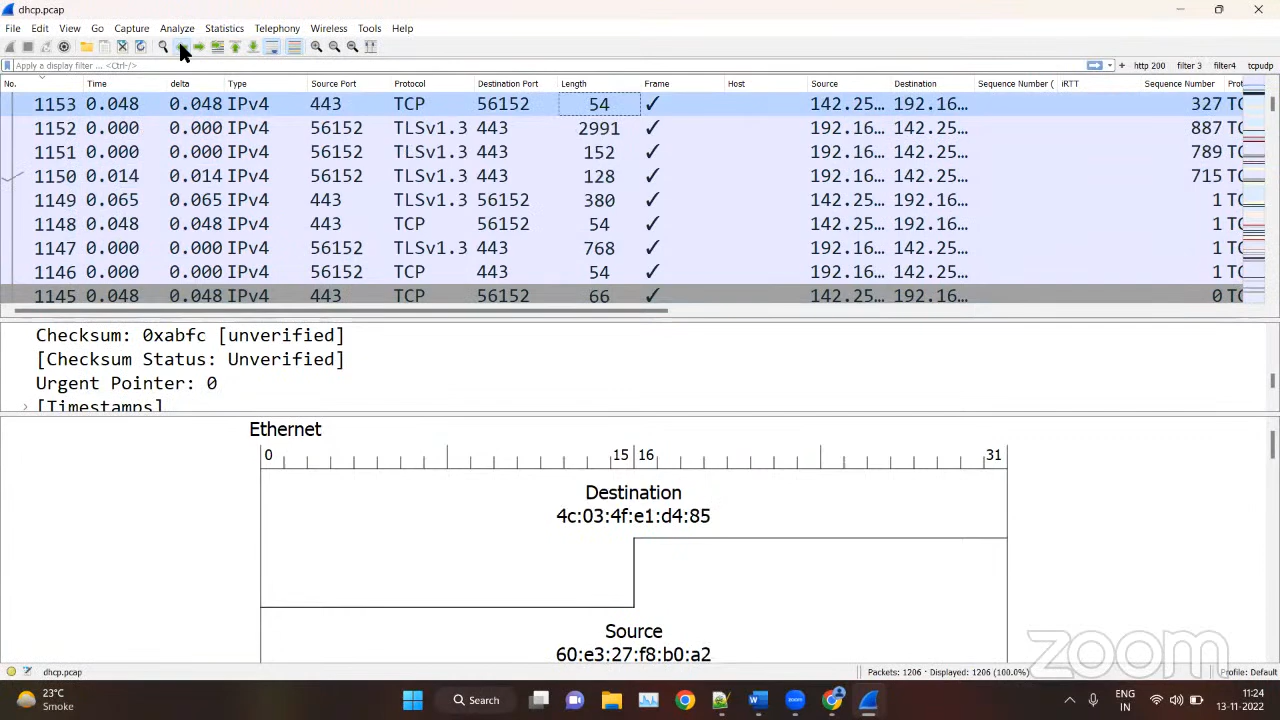 dhcp.pcap
File Edit View Go Capture Analyze Statistics Telephony Wireless Tools Help
Apply a display filter ... <Ctrl-/> + http 200 filter 3 filter4 tcpudp
No. Time delta Type Source Port Protocol Destination Port Length Frame Host Source Destination Sequence Number ( iRTT Sequence Number Prot
1153 0.048 0.048 IPv4 443 TCP 56152 54 ✓ 142.25… 192.16… 327 TC
1152 0.000 0.000 IPv4 56152 TLSv1.3 443 2991 ✓ 192.16… 142.25… 887 TC
1151 0.000 0.000 IPv4 56152 TLSv1.3 443 152 ✓ 192.16… 142.25… 789 TC
1150 0.014 0.014 IPv4 56152 TLSv1.3 443 128 ✓ 192.16… 142.25… 715 TC
1149 0.065 0.065 IPv4 443 TLSv1.3 56152 380 ✓ 142.25… 192.16… 1 TC
1148 0.048 0.048 IPv4 443 TCP 56152 54 ✓ 142.25… 192.16… 1 TC
1147 0.000 0.000 IPv4 56152 TLSv1.3 443 768 ✓ 192.16… 142.25… 1 TC
1146 0.000 0.000 IPv4 56152 TCP 443 54 ✓ 192.16… 142.25… 1 TC
1145 0.048 0.048 IPv4 443 TCP 56152 66 ✓ 142.25… 192.16… 0 TC
Checksum: 0xabfc [unverified]
[Checksum Status: Unverified]
Urgent Pointer: 0
[Timestamps]
Ethernet
0 15 16 31
Destination
4c:03:4f:e1:d4:85
Source
60:e3:27:f8:b0:a2
zoom
dhcp.pcap Packets: 1206 · Displayed: 1206 (100.0%) Profile: Default
23°C
Smoke
Search
ENG
IN
11:24
13-11-2022